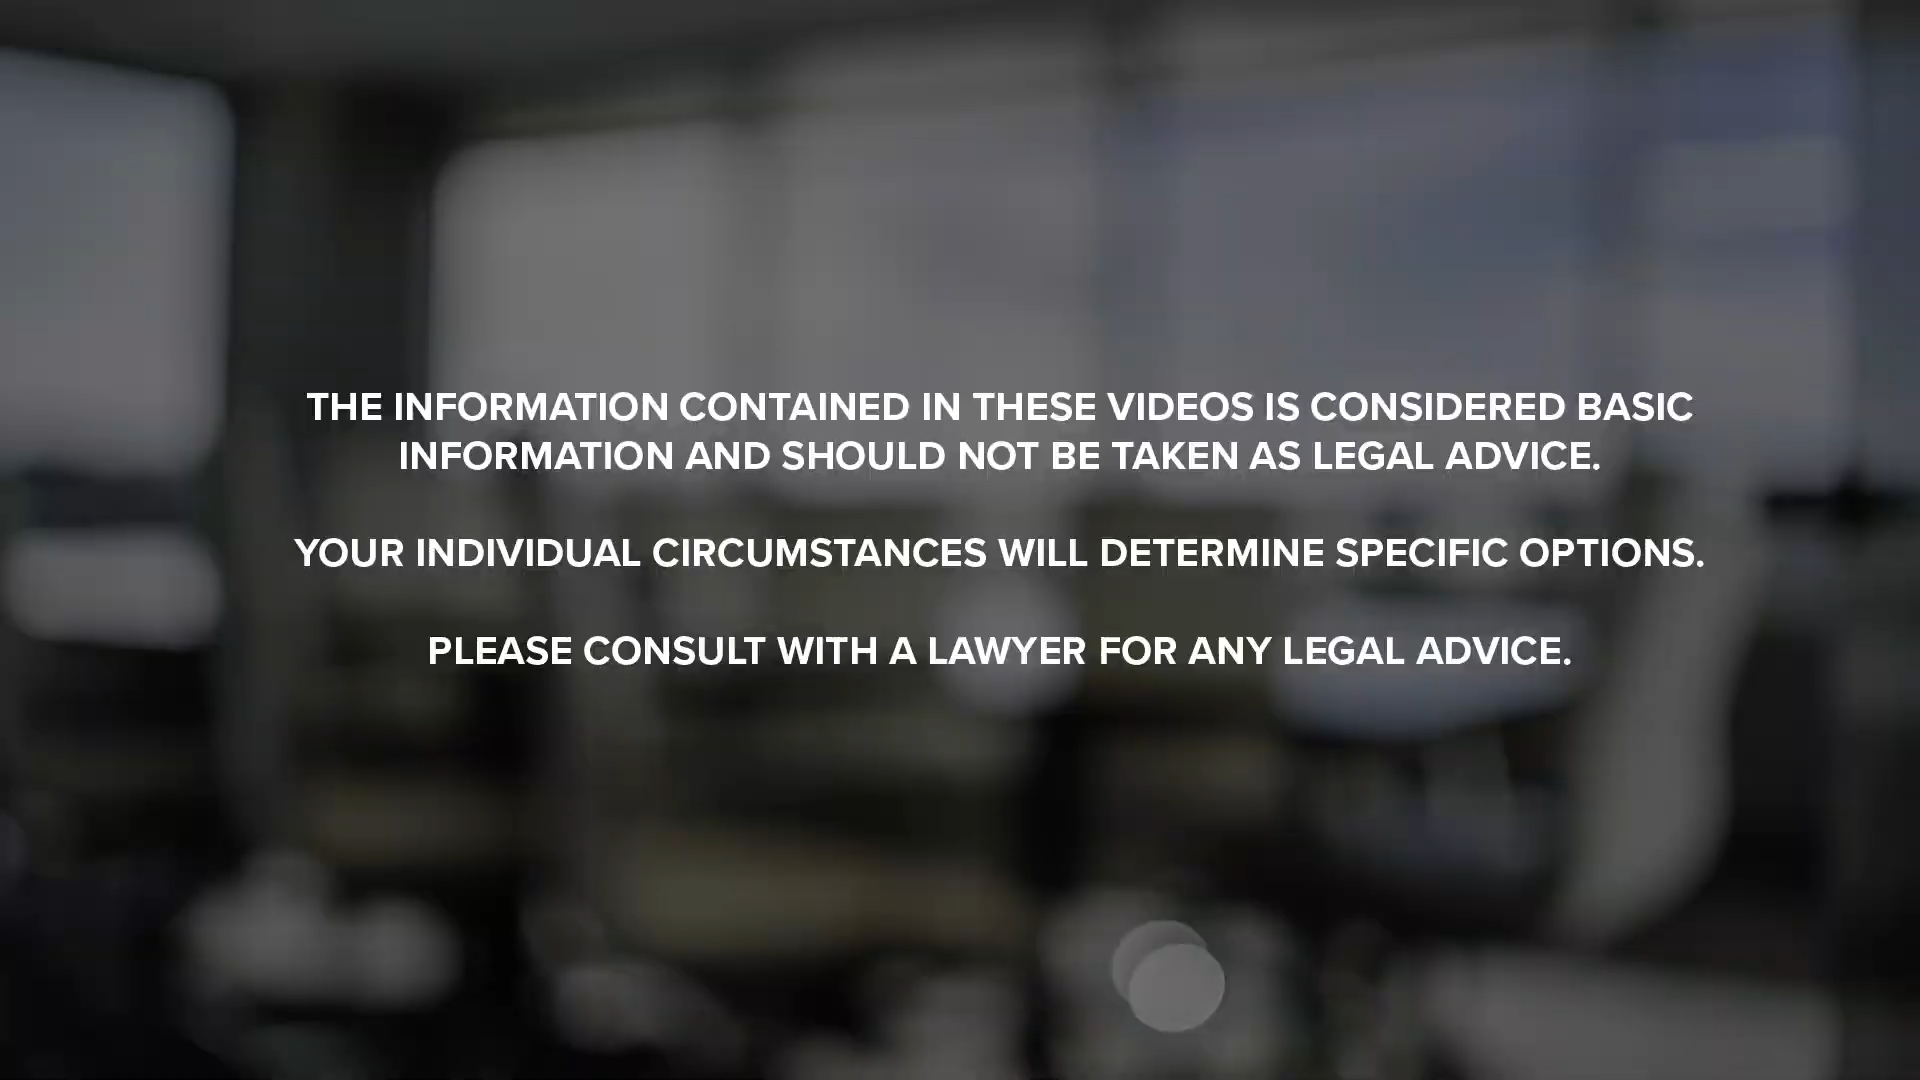 THE INFORMATION CONTAINED IN THESE VIDEOS IS CONSIDERED BASIC
INFORMATION AND SHOULD NOT BE TAKEN AS LEGAL ADVICE.
YOUR INDIVIDUAL CIRCUMSTANCES WILL DETERMINE SPECIFIC OPTIONS.
PLEASE CONSULT WITH A LAWYER FOR ANY LEGAL ADVICE.